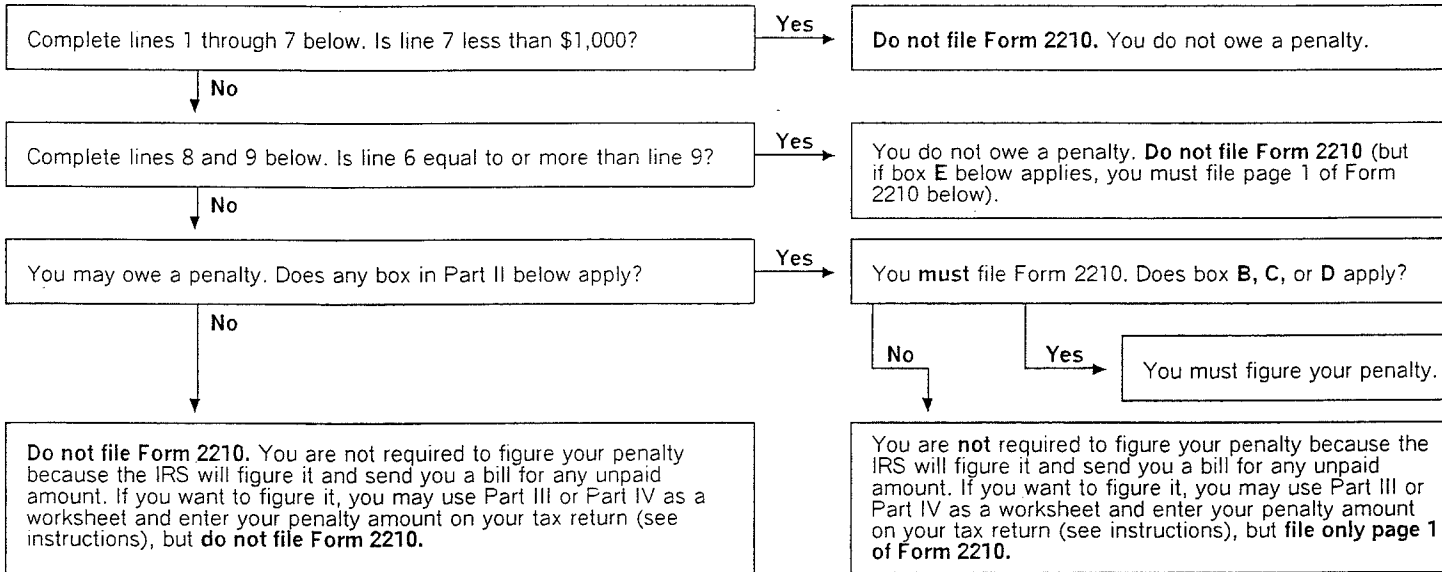 Complete lines 1 through 7 below. Is line 7 less than $1,000?
Yes
Do not file Form 2210. You do not owe a penalty.
No
Complete lines 8 and 9 below. Is line 6 equal to or more than line 9?
Yes
You do not owe a penalty. Do not file Form 2210 (but
if box E below applies, you must file page 1 of Form
2210 below).
No
You may owe a penalty. Does any box in Part II below apply?
Yes
You must file Form 2210. Does box B, C, or D apply?
No
No
Yes
You must figure your penalty.
Do not file Form 2210. You are not required to figure your penalty
because the IRS will figure it and send you a bill for any unpaid
amount. If you want to figure it, you may use Part III or Part IV as a
worksheet and enter your penalty amount on your tax return (see
instructions), but do not file Form 2210.
You are not required to figure your penalty because the
IRS will figure it and send you a bill for any unpaid
amount. If you want to figure it, you may use Part III or
Part IV as a worksheet and enter your penalty amount
on your tax return (see instructions), but file only page 1
of Form 2210.